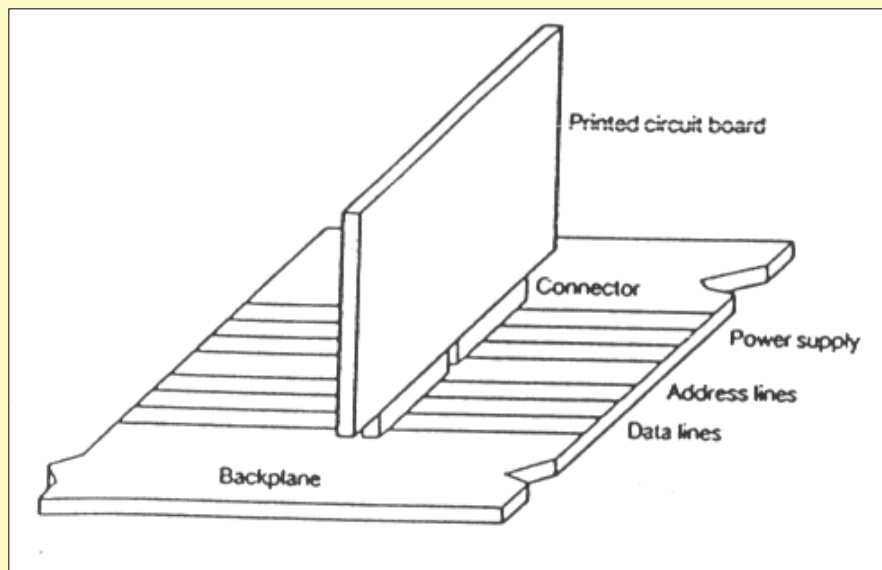 Printed circuit board
Connector
Power supply
Address lines
Data lines
Backplane